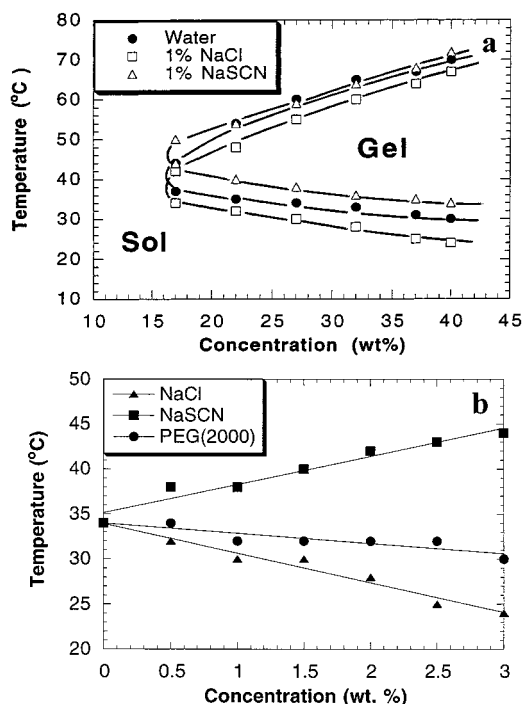 a
Water
1% NaCl
1% NaSCN
80
70
60
50
40
30
20
10
Temperature (°C)
Gel
Sol
10 15 20 25 30 35 40 45
Concentration (wt%)
b
NaCl
NaSCN
PEG(2000)
50
45
40
35
30
25
20
Temperature (°C)
0 0.5 1 1.5 2 2.5 3
Concentration (wt. %)